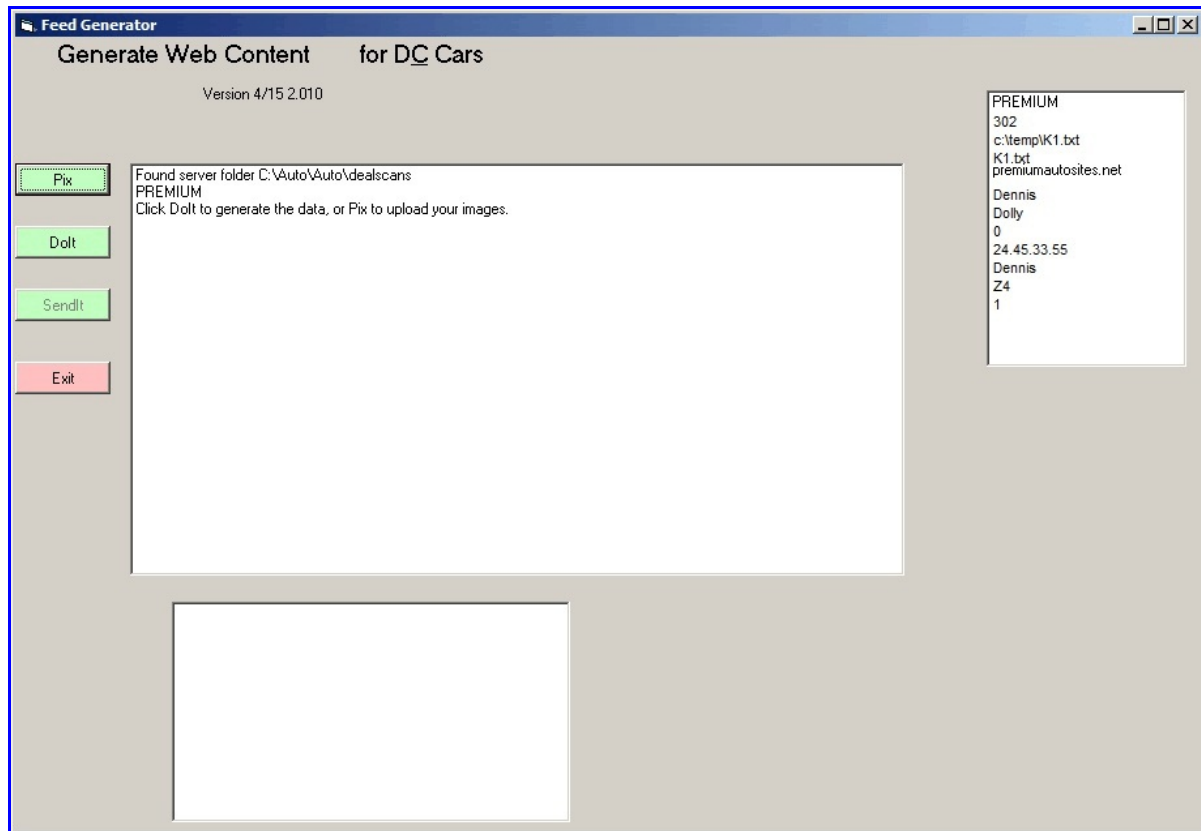 Feed Generator
Generate Web Content for DC Cars
Version 4/15 2.010
Pix
DoIt
SendIt
Exit
Found server folder C:\Auto\Auto\dealscans
PREMIUM
Click DoIt to generate the data, or Pix to upload your images.
PREMIUM
302
c:\temp\K1.txt
K1.txt
premiumautosites.net
Dennis
Dolly
0
24.45.33.55
Dennis
Z4
1